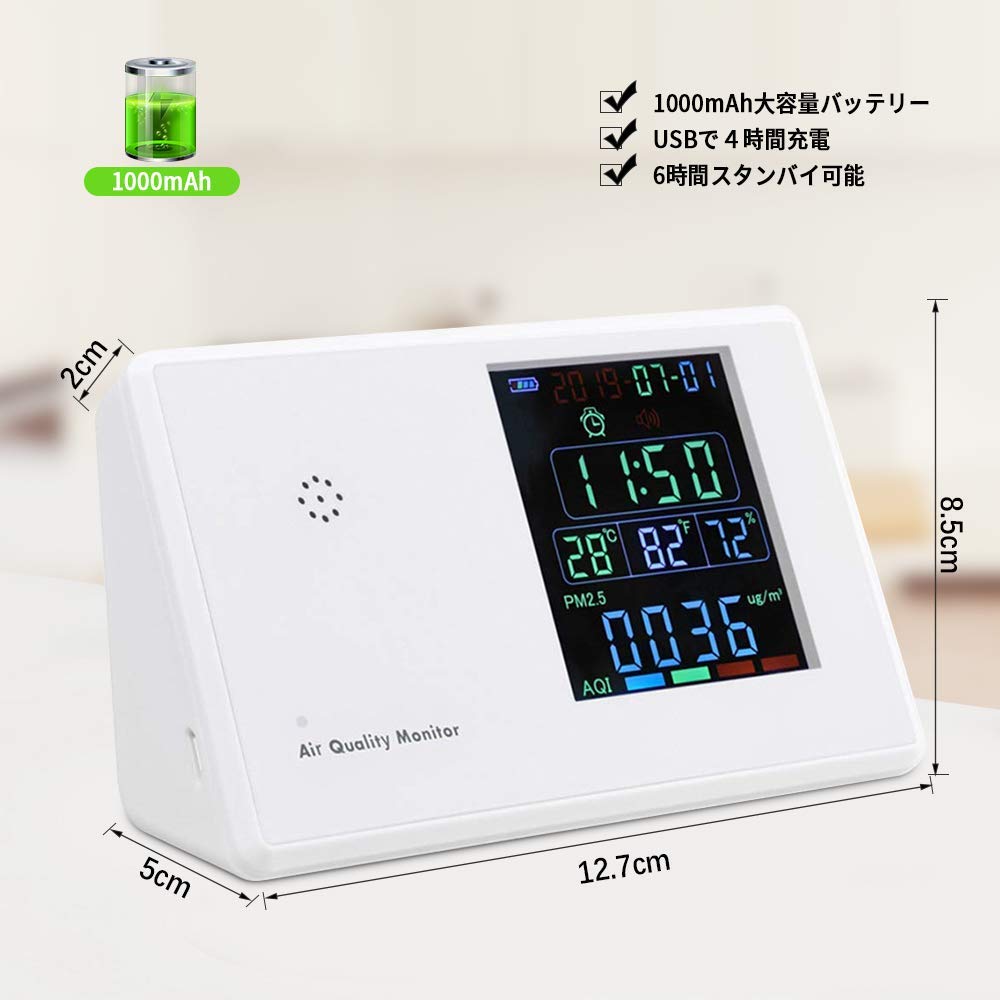 1000mAh
1000mAh大容量バッテリー
USBで４時間充電
6時間スタンバイ可能
2cm
2019-07-01
11:50
28℃ 82°F 72%
PM2.5 ug/m³
0036
AQI
8.5cm
Air Quality Monitor
5cm
12.7cm